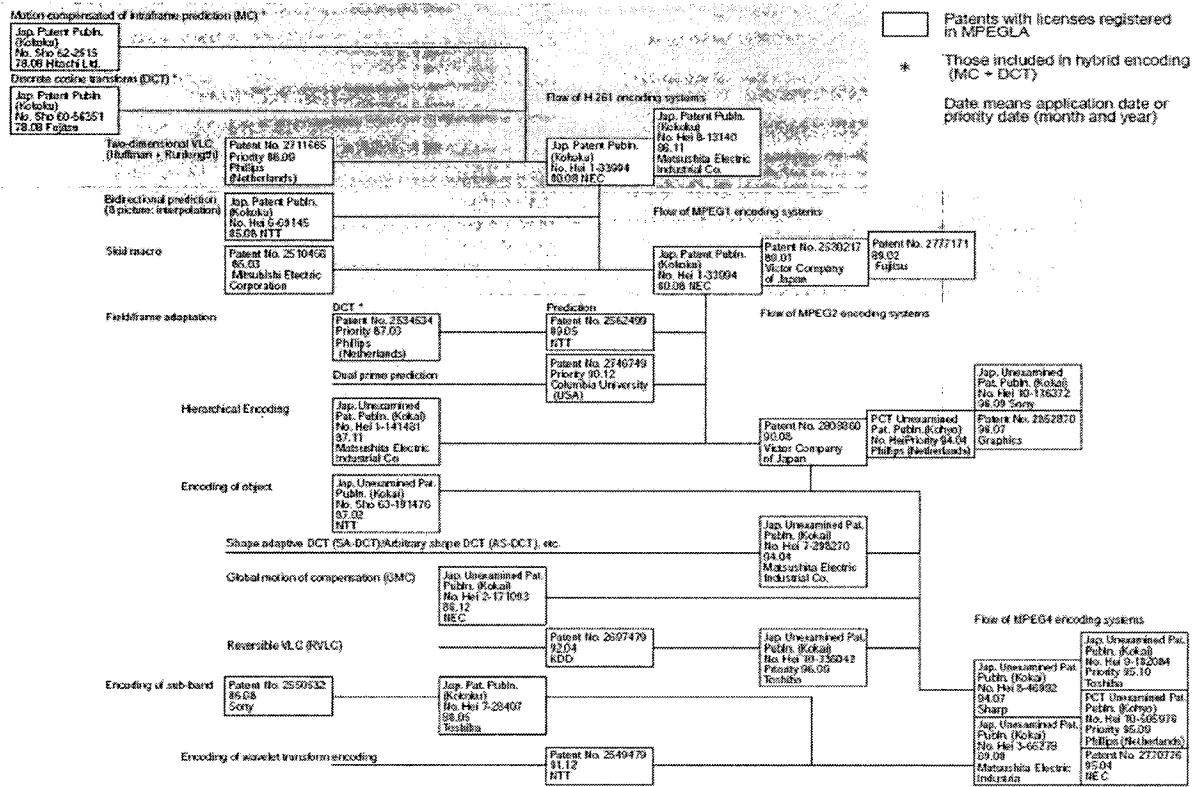 Motion compensated of intraframe prediction (MC) *
Jap. Patent Publn.
(Kokoku)
No. Sho 62-2515
78.08 Hitachi Ltd.
Discrete cosine transform (DCT) *
Jap. Patent Publn.
(Kokoku)
No. Sho 60-56351
78.08 Fujitsu
Patents with licenses registered
in MPEGLA
*
Those included in hybrid encoding
(MC + DCT)
Date means application date or
priority date (month and year)
Flow of H 261 encoding systems
Two-dimensional VLC
(Huffman + Runlength)
Patent No. 2711665
Priority 86.09
Phillips
(Netherlands)
Jap. Patent Publn.
(Kokoku)
No. Hei 1-33994
80.08 NEC
Jap. Patent Publn.
(Kokoku)
No. Hei 8-13140
86.11
Matsushita Electric
Industrial Co.
Bidirectional prediction
(B picture: interpolation)
Jap. Patent Publn.
(Kokoku)
No. Hei 6-69145
85.08 NTT
Flow of MPEG1 encoding systems
Skid macro
Patent No. 2510456
85.03
Mitsubishi Electric
Corporation
Jap. Patent Publn.
(Kokoku)
No. Hei 1-33994
80.08 NEC
Patent No. 2530217
89.01
Victor Company
of Japan
Patent No. 2777171
89.02
Fujitsu
Field/frame adaptation
DCT *
Patent No. 2534534
Priority 87.03
Phillips
(Netherlands)
Prediction
Patent No. 2562499
89.05
NTT
Flow of MPEG2 encoding systems
Dual prime prediction
Patent No. 2746749
Priority 90.12
Columbia University
(USA)
Hierarchical Encoding
Jap. Unexamined
Pat. Publn. (Kokai)
No. Hei 1-141481
87.11
Matsushita Electric
Industrial Co
Patent No. 2808860
90.08
Victor Company
of Japan
PCT Unexamined
Pat. Publn.(Kohyo)
No. HeiPriority 94.04
Phillips (Netherlands)
Jap. Unexamined
Pat. Publn. (Kokai)
No. Hei 10-136372
96.09 Sony
Patent No. 2852870
96.07
Graphics
Encoding of object
Jap. Unexamined Pat.
Publn. (Kokai)
No. Sho 63-191476
87.02
NTT
Shape adaptive DCT (SA-DCT)/Arbitrary shape DCT (AS-DCT), etc.
Jap. Unexamined Pat.
Publn. (Kokai)
No. Hei 7-298270
94.04
Matsushita Electric
Industrial Co.
Global motion of compensation (GMC)
Jap. Unexamined Pat.
Publn. (Kokai)
No. Hei 2-171093
88.12
NEC
Flow of MPEG4 encoding systems
Reversible VLC (RVLC)
Patent No. 2697479
92.04
KDD
Jap. Unexamined Pat.
Publn. (Kokai)
No. Hei 10-336042
Priority 96.09
Toshiba
Encoding of sub-band
Patent No. 2550532
86.08
Sony
Jap. Pat. Publn.
(Kokoku)
No. Hei 7-28407
88.05
Toshiba
Jap. Unexamined Pat.
Publn. (Kokai)
No. Hei 8-46992
94.07
Sharp
Jap. Unexamined Pat.
Publn. (Kokai)
No. Hei 9-182084
Priority 95.10
Toshiba
PCT Unexamined Pat.
Publn. (Kohyo)
No. Hei 10-505978
Priority 95.09
Phillips (Netherlands)
Encoding of wavelet transform encoding
Patent No. 2549479
91.12
NTT
Jap. Unexamined Pat.
Publn. (Kokai)
No. Hei 3-66279
89.08
Matsushita Electric
Industria
Patent No. 2770776
95.04
NEC